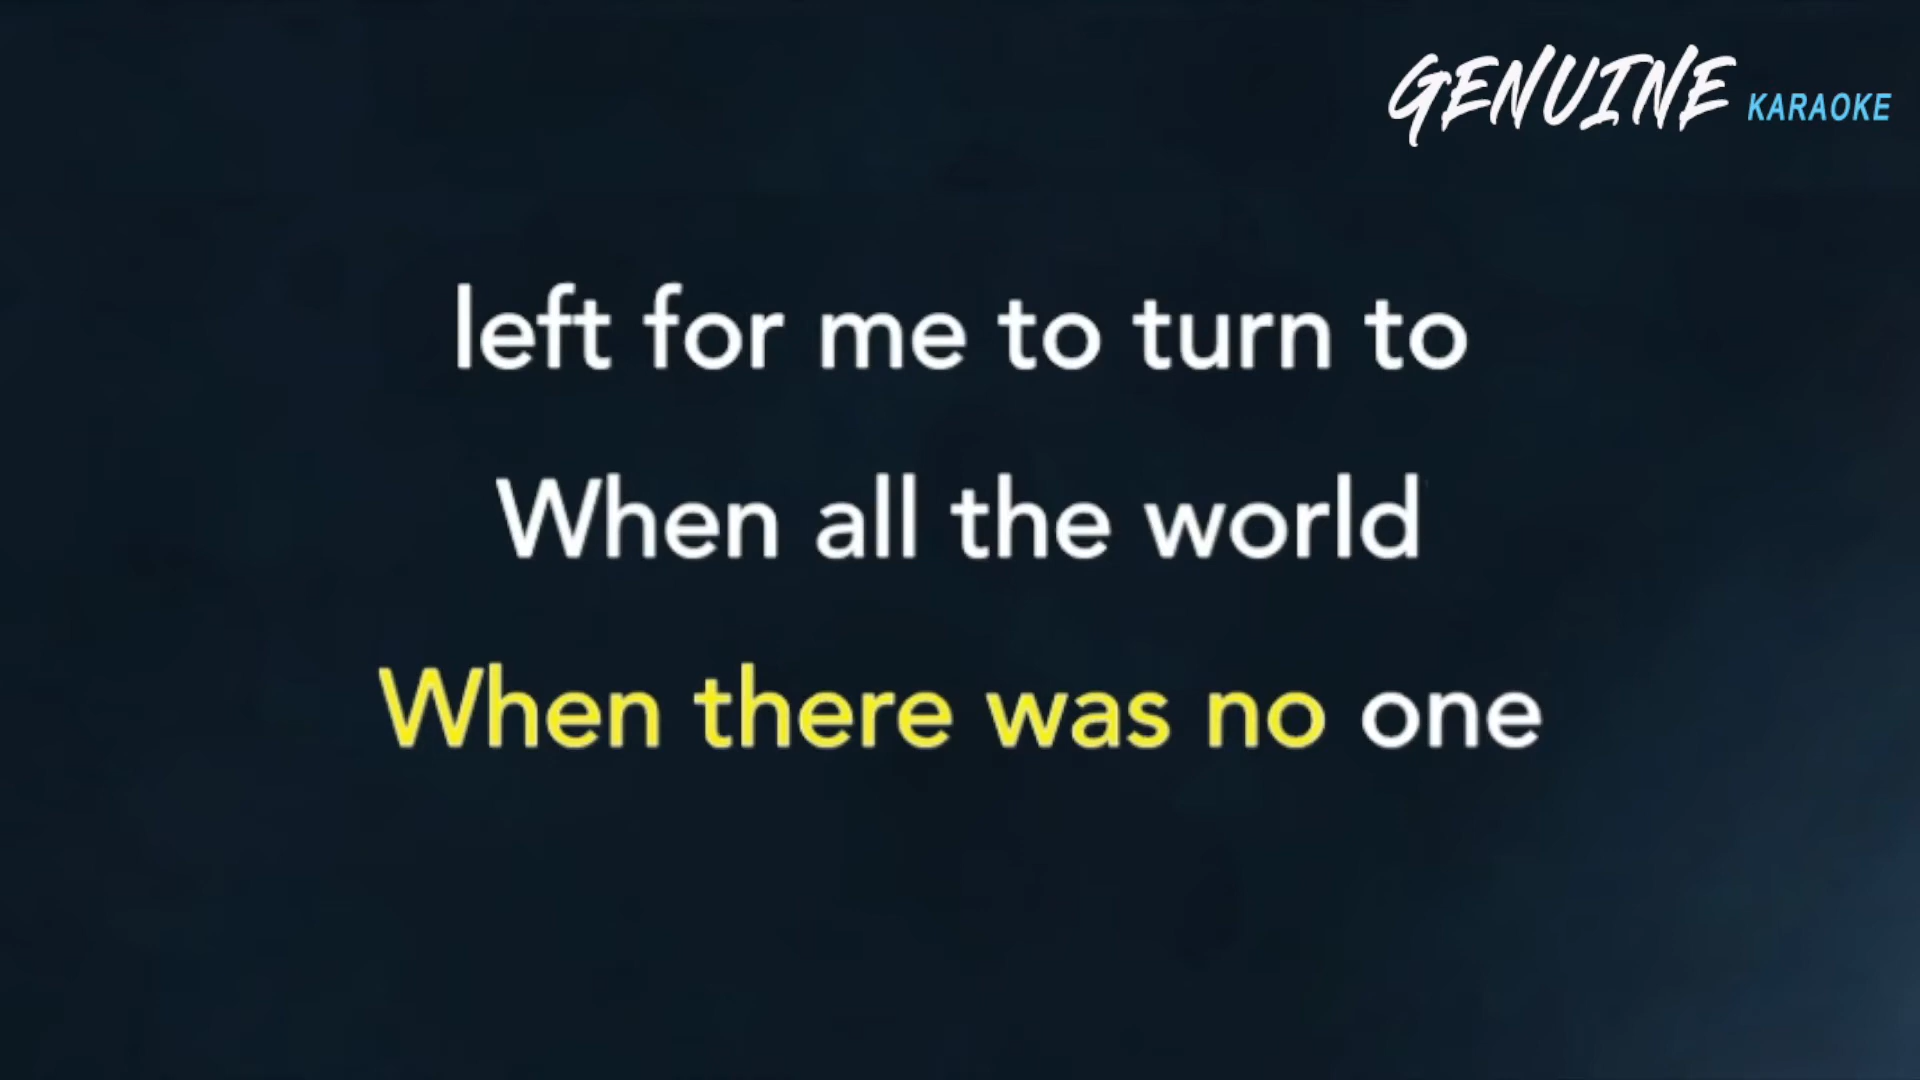 GENUINE KARAOKE
left for me to turn to
When all the world
When there was no one